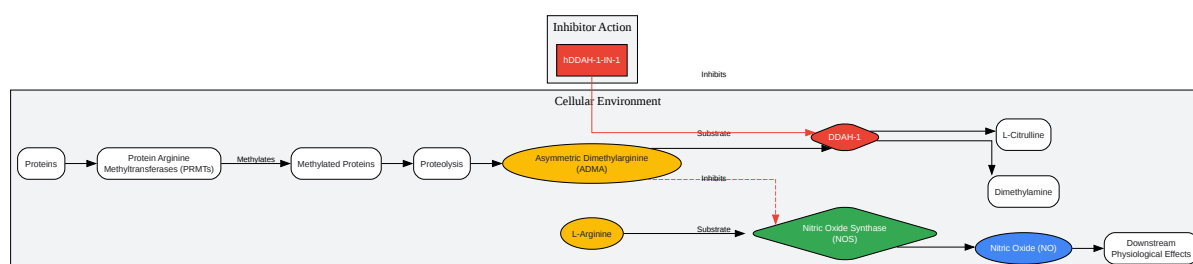 Inhibitor Action
hDDAH-1-IN-1
Inhibits
Cellular Environment
Proteins
Protein Arginine
Methyltransferases (PRMTs)
Methylates
Methylated Proteins
Proteolysis
Asymmetric Dimethylarginine
(ADMA)
Substrate
DDAH-1
L-Citrulline
Dimethylamine
Inhibits
L-Arginine
Substrate
Nitric Oxide Synthase
(NOS)
Nitric Oxide (NO)
Downstream
Physiological Effects